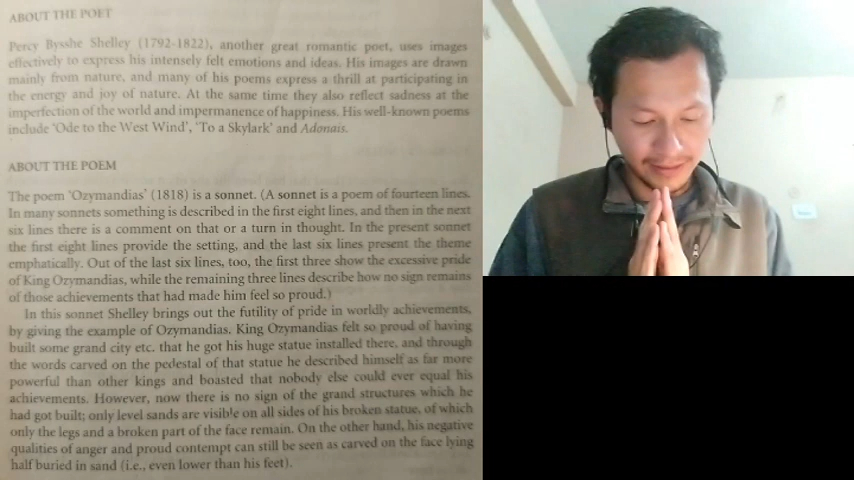 ABOUT THE POET
Percy Bysshe Shelley (1792-1822), another great romantic poet, uses images
effectively to express his intensely felt emotions and ideas. His images are drawn
mainly from nature, and many of his poems express a thrill at participating in
the energy and joy of nature. At the same time they also reflect sadness at the
imperfection of the world and impermanence of happiness. His well-known poems
include 'Ode to the West Wind', 'To a Skylark' and Adonais.
ABOUT THE POEM
The poem 'Ozymandias' (1818) is a sonnet. (A sonnet is a poem of fourteen lines.
In many sonnets something is described in the first eight lines, and then in the next
six lines there is a comment on that or a turn in thought. In the present sonnet
the first eight lines provide the setting, and the last six lines present the theme
emphatically. Out of the last six lines, too, the first three show the excessive pride
of King Ozymandias, while the remaining three lines describe how no sign remains
of those achievements that had made him feel so proud.)
In this sonnet Shelley brings out the futility of pride in worldly achievements,
by giving the example of Ozymandias. King Ozymandias felt so proud of having
built some grand city etc. that he got his huge statue installed there, and through
the words carved on the pedestal of that statue he described himself as far more
powerful than other kings and boasted that nobody else could ever equal his
achievements. However, now there is no sign of the grand structures which he
had got built; only level sands are visible on all sides of his broken statue, of which
only the legs and a broken part of the face remain. On the other hand, his negative
qualities of anger and proud contempt can still be seen as carved on the face lying
half buried in sand (i.e., even lower than his feet).